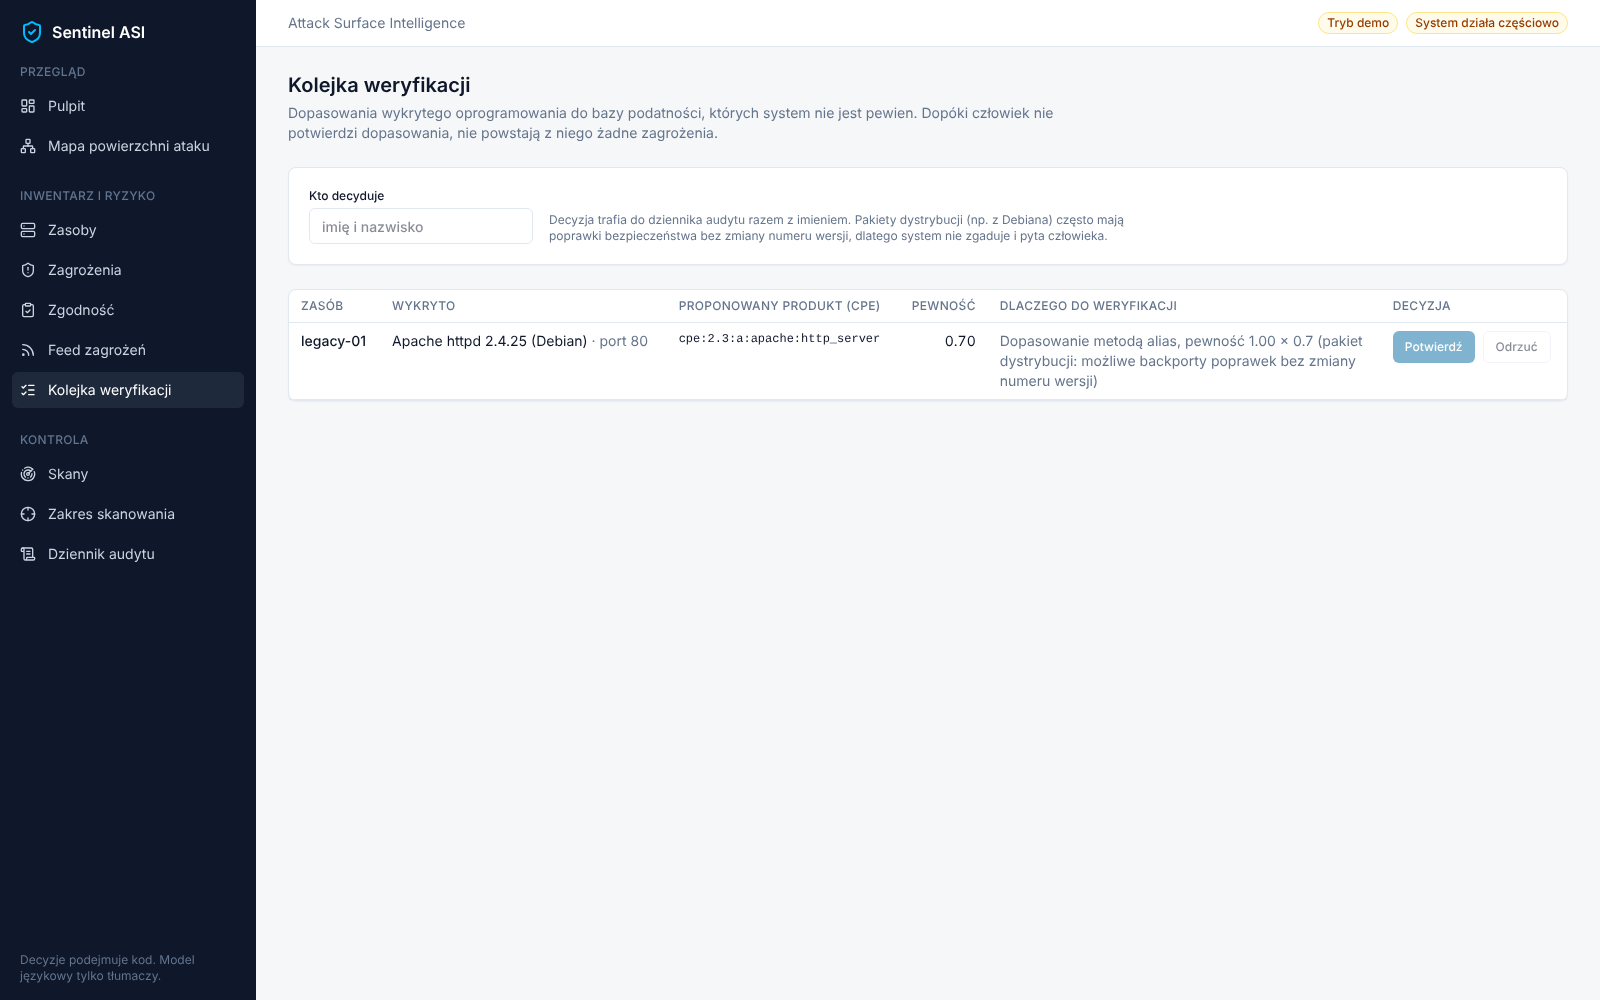 Sentinel ASI
PRZEGLĄD
Pulpit
Mapa powierzchni ataku
INWENTARZ I RYZYKO
Zasoby
Zagrożenia
Zgodność
Feed zagrożeń
Kolejka weryfikacji
KONTROLA
Skany
Zakres skanowania
Dziennik audytu
Decyzje podejmuje kod. Model
językowy tylko tłumaczy.
Attack Surface Intelligence
Tryb demo
System działa częściowo
Kolejka weryfikacji
Dopasowania wykrytego oprogramowania do bazy podatności, których system nie jest pewien. Dopóki człowiek nie
potwierdzi dopasowania, nie powstają z niego żadne zagrożenia.
Kto decyduje
imię i nazwisko
Decyzja trafia do dziennika audytu razem z imieniem. Pakiety dystrybucji (np. z Debiana) często mają
poprawki bezpieczeństwa bez zmiany numeru wersji, dlatego system nie zgaduje i pyta człowieka.
ZASÓB WYKRYTO PROPONOWANY PRODUKT (CPE) PEWNOŚĆ DLACZEGO DO WERYFIKACJI DECYZJA
legacy-01 Apache httpd 2.4.25 (Debian) · port 80 cpe:2.3:a:apache:http_server 0.70 Dopasowanie metodą alias, pewność 1.00 × 0.7 (pakiet Potwierdź Odrzuć
dystrybucji: możliwe backporty poprawek bez zmiany
numeru wersji)